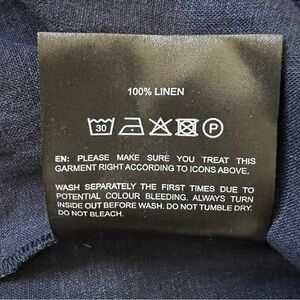 100% LINEN
30 P
EN: PLEASE MAKE SURE YOU TREAT THIS
GARMENT RIGHT ACCORDING TO ICONS ABOVE.
WASH SEPARATELY THE FIRST TIMES DUE TO
POTENTIAL COLOUR BLEEDING. ALWAYS TURN
INSIDE OUT BEFORE WASH. DO NOT TUMBLE DRY.
DO NOT BLEACH.